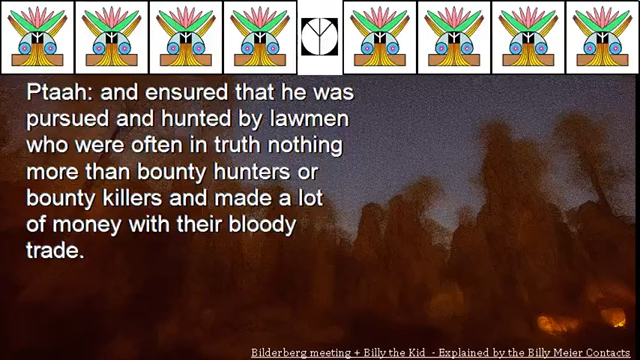 Ptaah: and ensured that he was
pursued and hunted by lawmen
who were often in truth nothing
more than bounty hunters or
bounty killers and made a lot
of money with their bloody
trade.
Bilderberg meeting + Billy the Kid - Explained by the Billy Meier Contacts